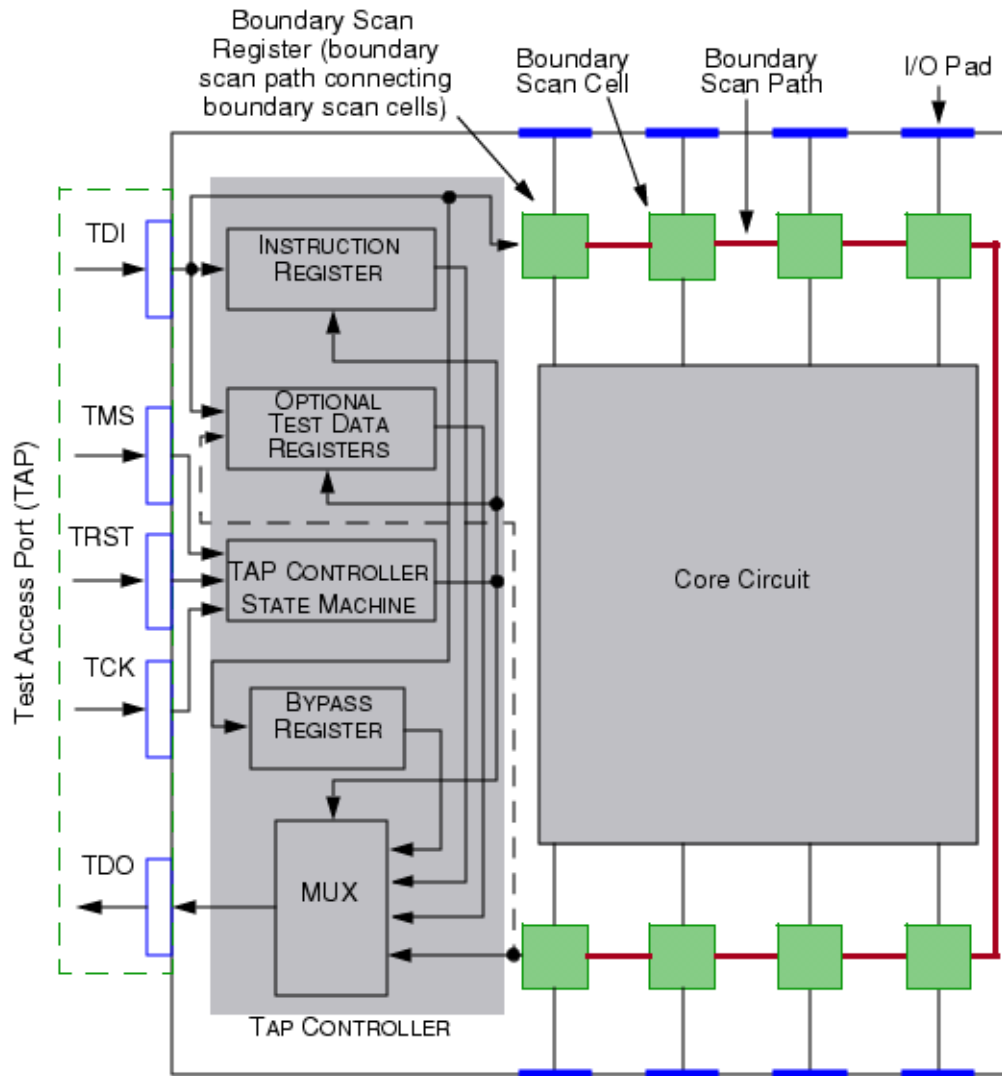 Boundary Scan
Register (boundary
scan path connecting
boundary scan cells)
Boundary
Scan Cell
Boundary
Scan Path
I/O Pad
Test Access Port (TAP)
TDI
INSTRUCTION
REGISTER
TMS
OPTIONAL
TEST DATA
REGISTERS
TRST
TAP CONTROLLER
STATE MACHINE
Core Circuit
TCK
BYPASS
REGISTER
TDO
MUX
TAP CONTROLLER